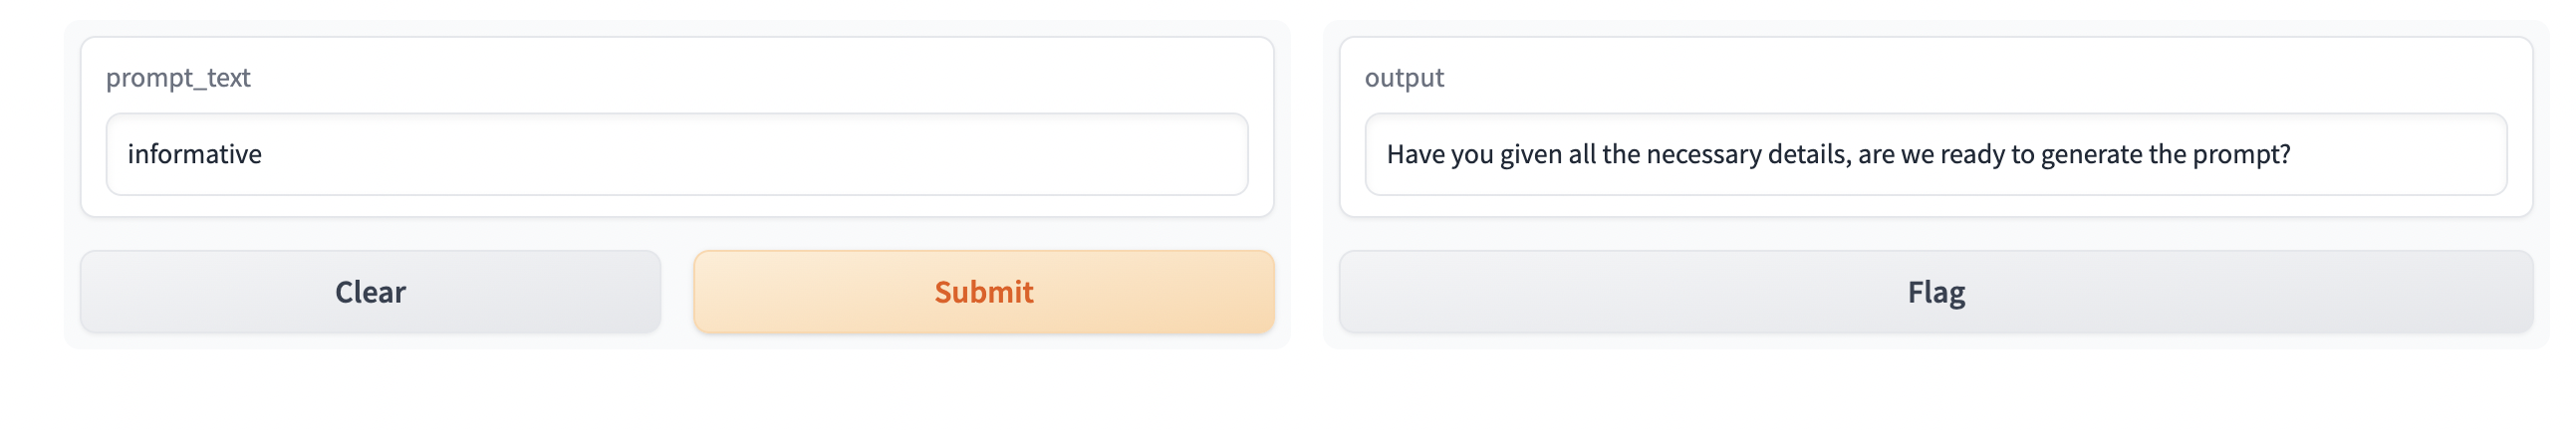 prompt_text
informative
Clear
Submit
output
Have you given all the necessary details, are we ready to generate the prompt?
Flag